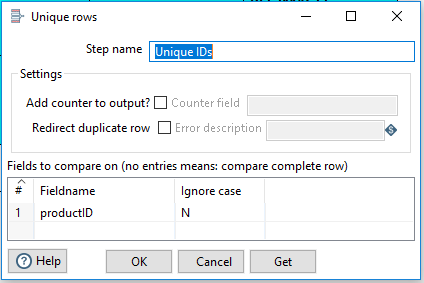 Unique rows
Step name Unique IDs
Settings
Add counter to output? Counter field
Redirect duplicate row Error description
Fields to compare on (no entries means: compare complete row)
# Fieldname Ignore case
1 productID N
Help OK Cancel Get